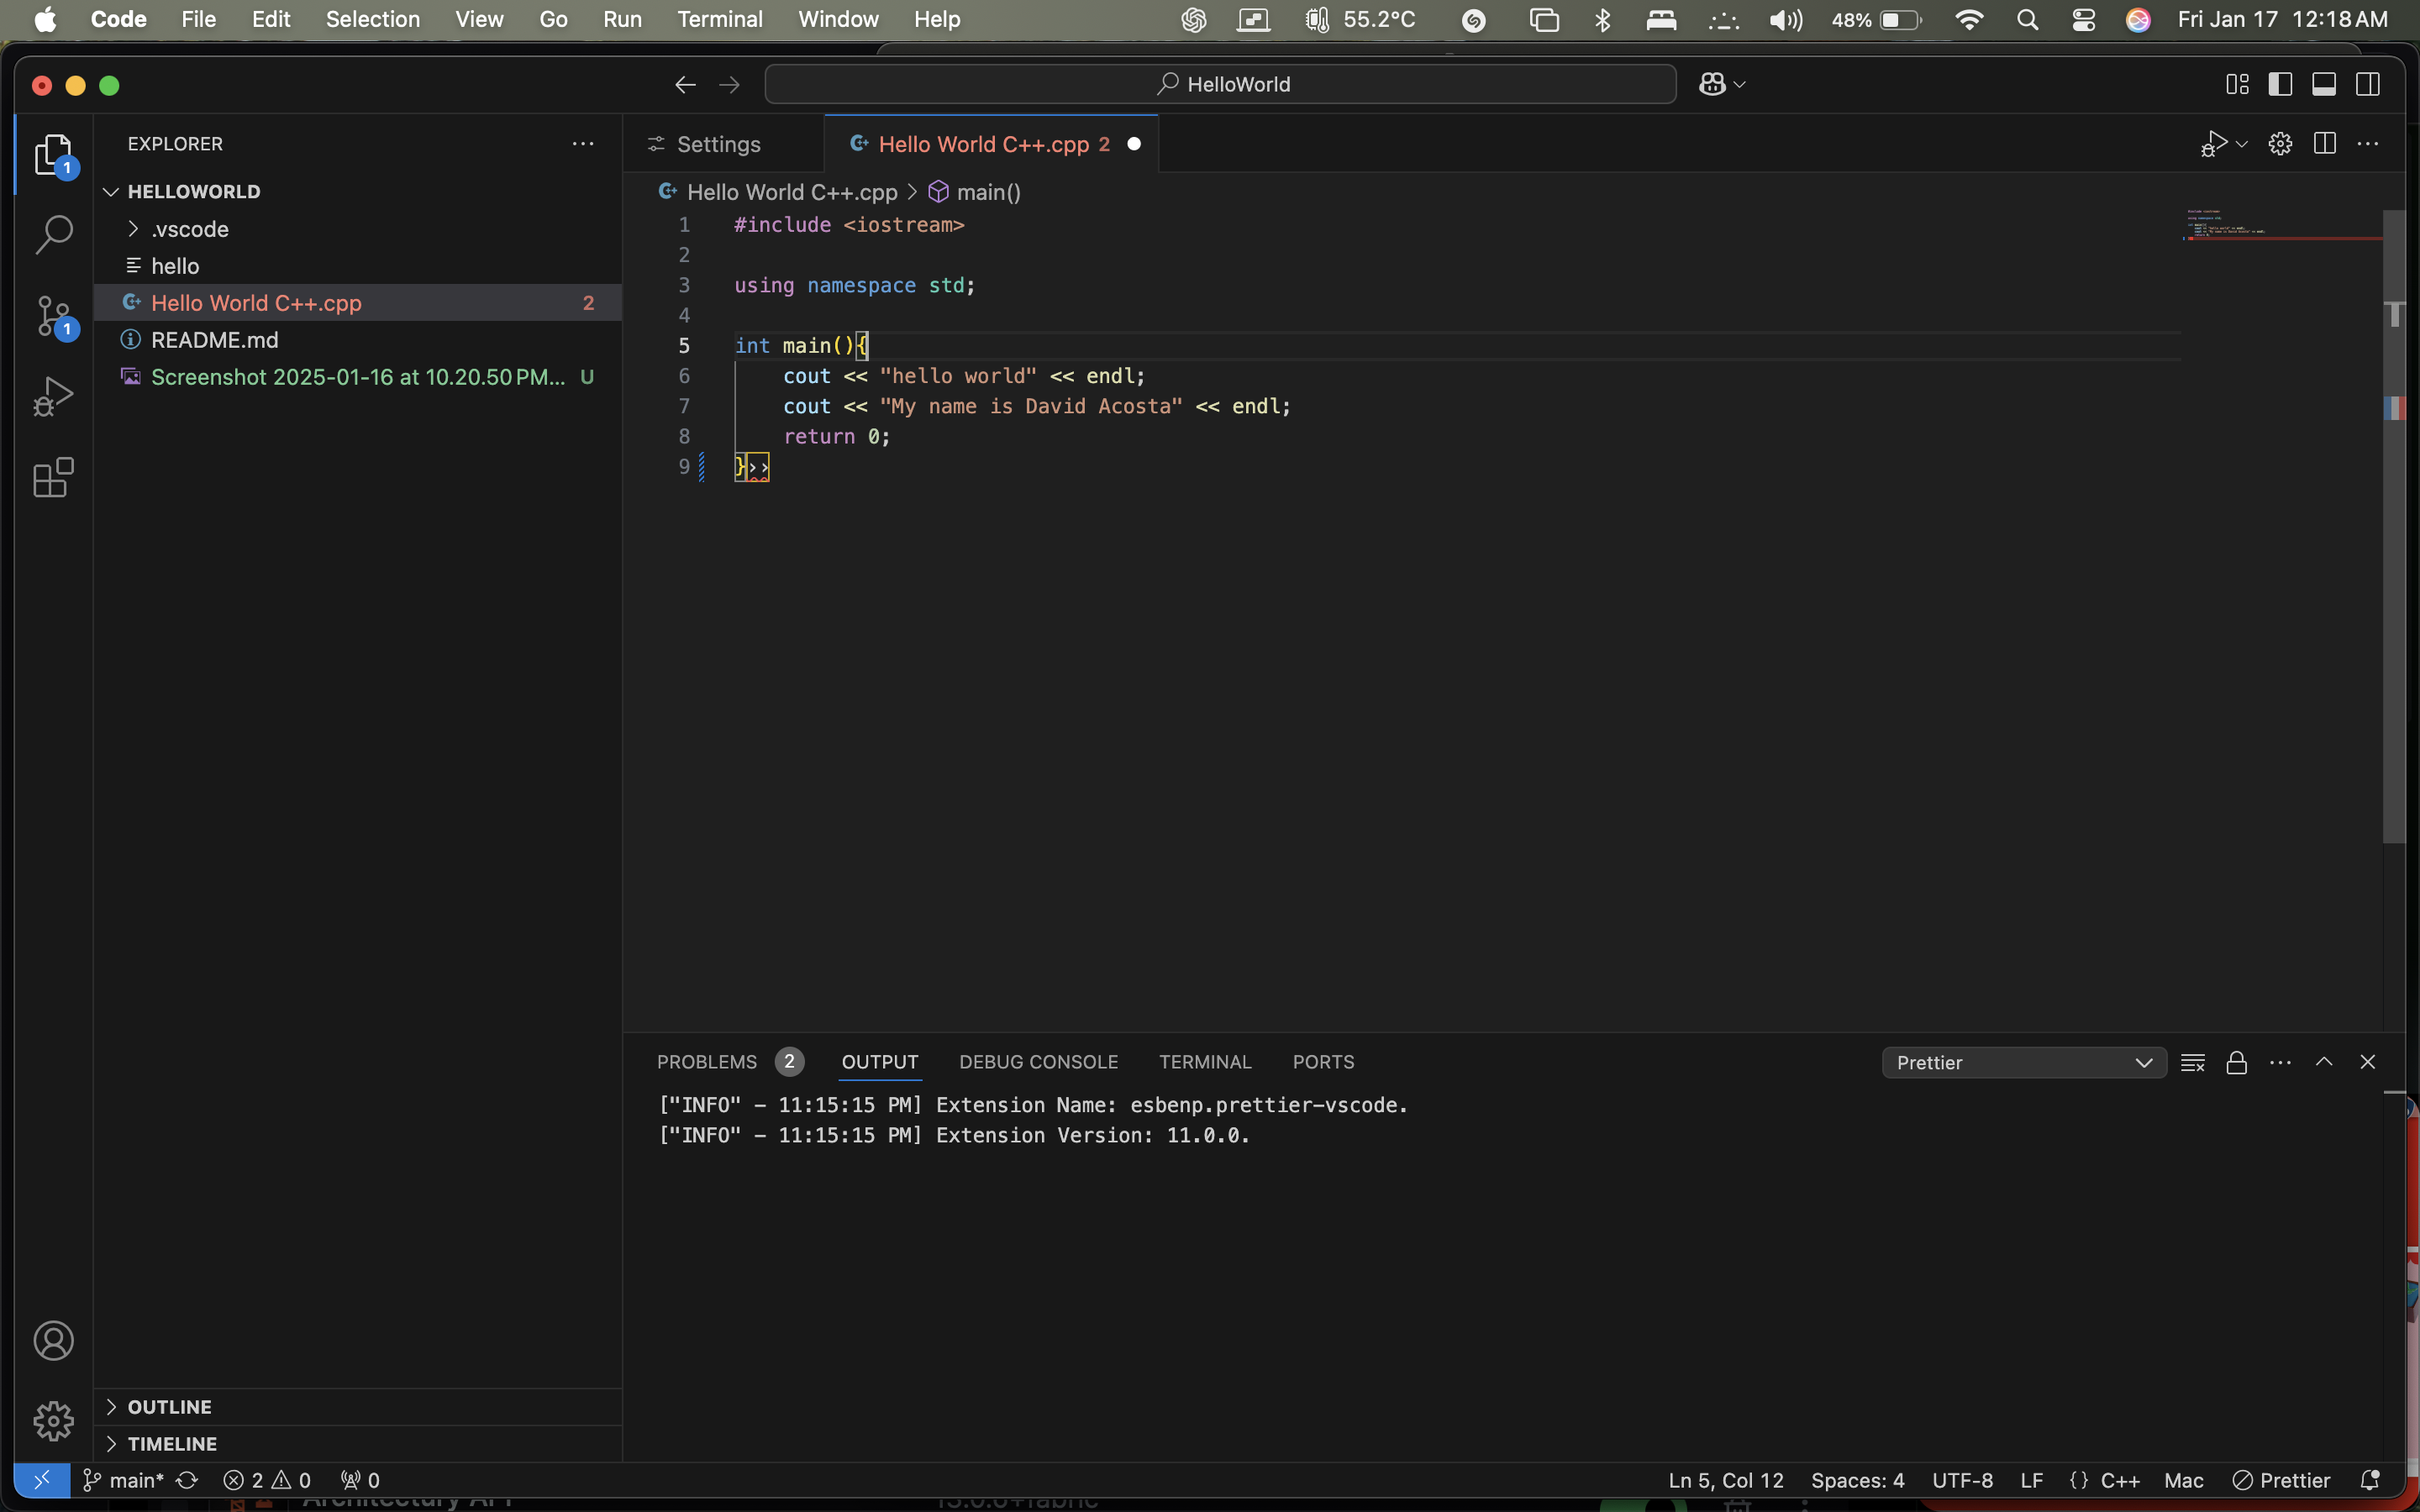 Code File Edit Selection View Go Run Terminal Window Help 55.2°C 48% Fri Jan 17 12:18 AM
HelloWorld
EXPLORER
1
HELLOWORLD
.vscode
hello
Hello World C++.cpp 2
README.md
Screenshot 2025-01-16 at 10.20.50 PM... U
1
Settings
Hello World C++.cpp 2
Hello World C++.cpp > main()
1 #include <iostream>
2
3 using namespace std;
4
5 int main(){
6 cout << "hello world" << endl;
7 cout << "My name is David Acosta" << endl;
8 return 0;
9 }››
PROBLEMS 2 OUTPUT DEBUG CONSOLE TERMINAL PORTS Prettier
["INFO" - 11:15:15 PM] Extension Name: esbenp.prettier-vscode.
["INFO" - 11:15:15 PM] Extension Version: 11.0.0.
OUTLINE
TIMELINE
main* 2 0 0 Ln 5, Col 12 Spaces: 4 UTF-8 LF {} C++ Mac Prettier